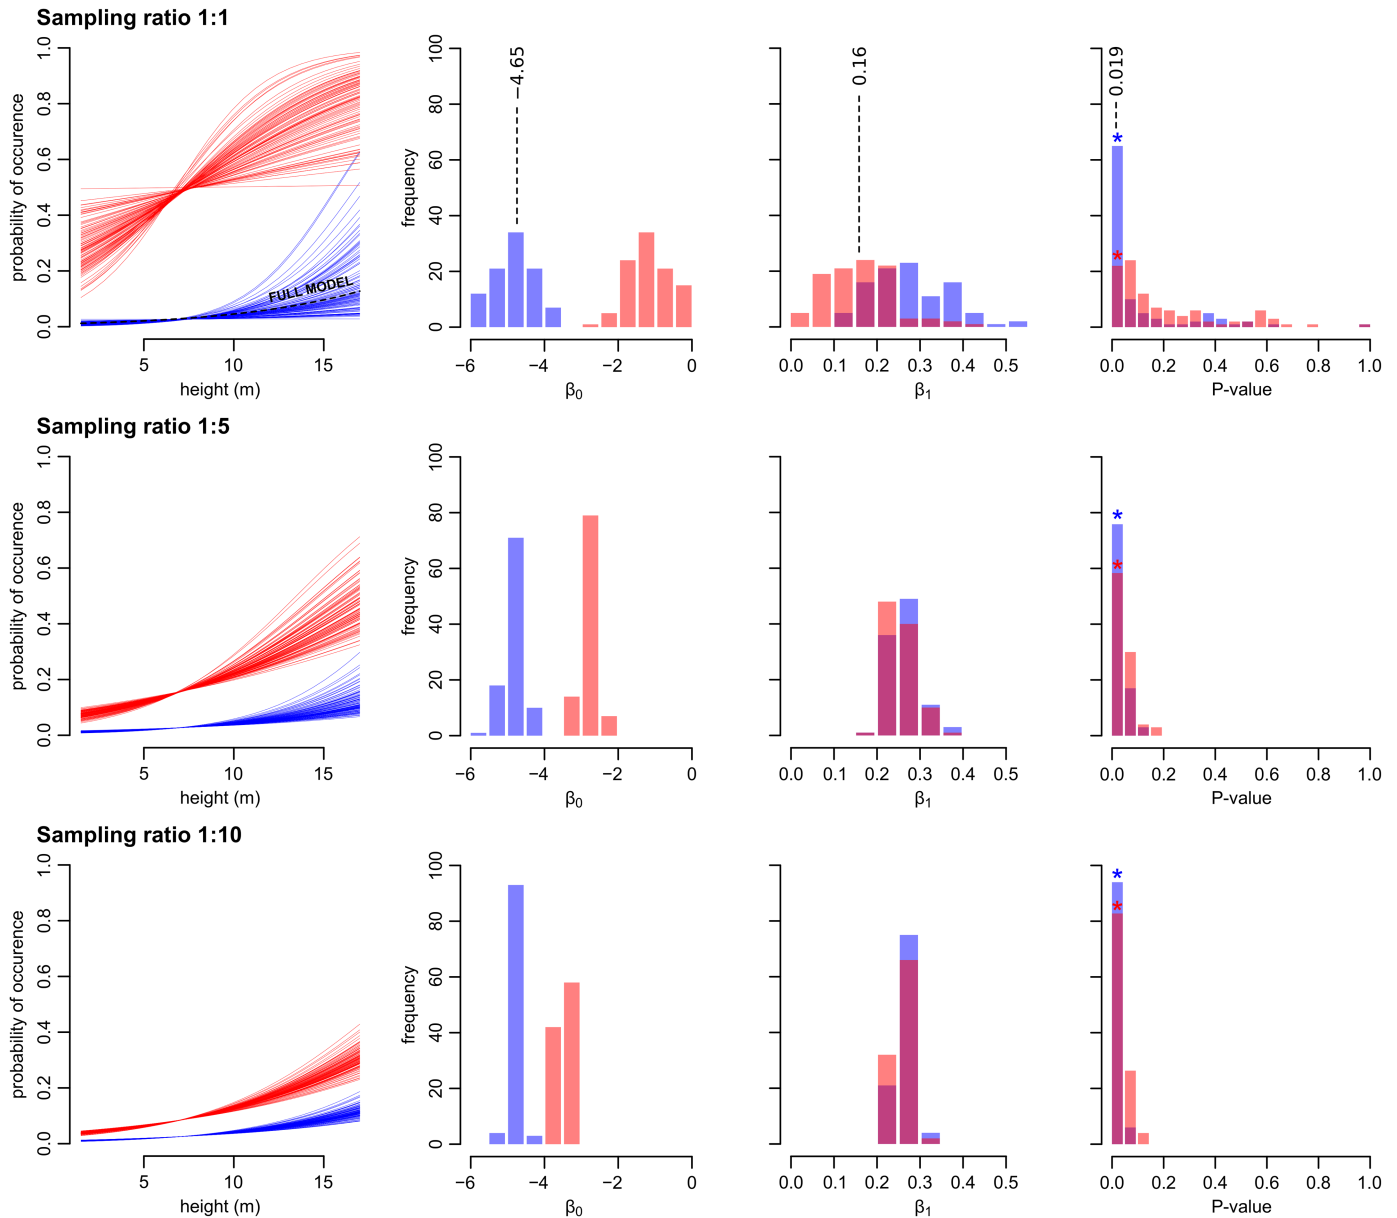 Sampling ratio 1:1
probability of occurence
0.0 0.2 0.4 0.6 0.8 1.0
FULL MODEL
5 10 15
height (m)
frequency
0 20 40 60 80 100
−4.65
−6 −4 −2 0
β0
0.16
0.0 0.1 0.2 0.3 0.4 0.5
β1
0.019
*
*
0.0 0.2 0.4 0.6 0.8 1.0
P-value
Sampling ratio 1:5
probability of occurence
0.0 0.2 0.4 0.6 0.8 1.0
5 10 15
height (m)
frequency
0 20 40 60 80 100
−6 −4 −2 0
β0
0.0 0.1 0.2 0.3 0.4 0.5
β1
*
*
0.0 0.2 0.4 0.6 0.8 1.0
P-value
Sampling ratio 1:10
probability of occurence
0.0 0.2 0.4 0.6 0.8 1.0
5 10 15
height (m)
frequency
0 20 40 60 80 100
−6 −4 −2 0
β0
0.0 0.1 0.2 0.3 0.4 0.5
β1
*
*
0.0 0.2 0.4 0.6 0.8 1.0
P-value